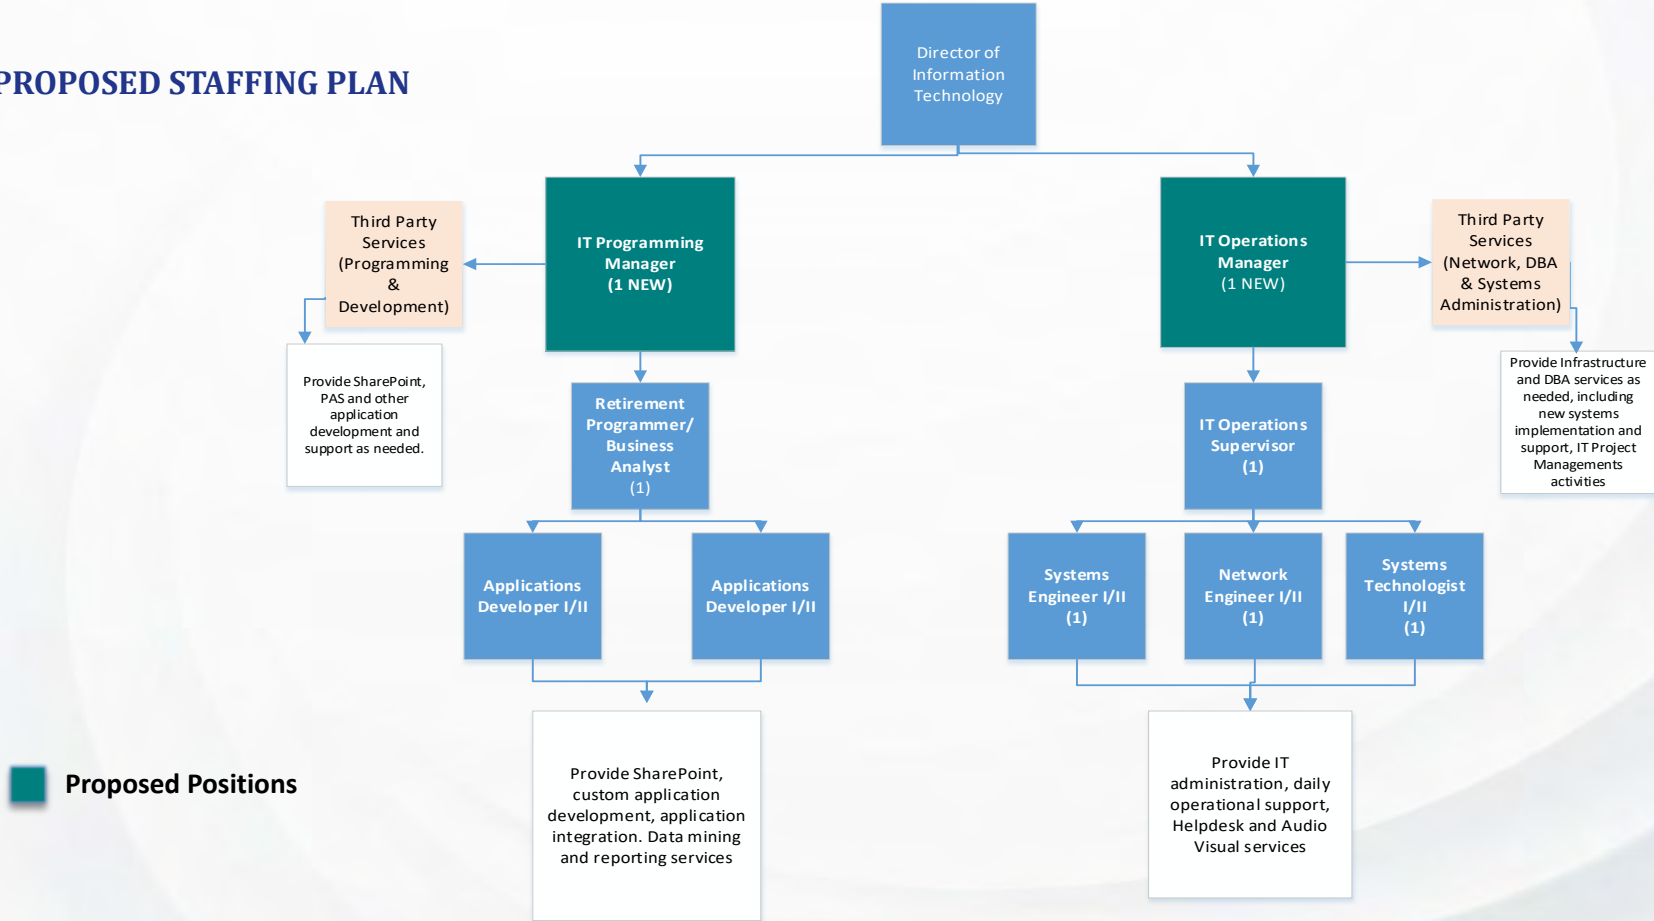 PROPOSED STAFFING PLAN
Director of
Information
Technology
Third Party
Services
(Programming
&
Development)
IT Programming
Manager
(1 NEW)
IT Operations
Manager
(1 NEW)
Third Party
Services
(Network, DBA
& Systems
Administration)
Provide SharePoint,
PAS and other
application
development and
support as needed.
Retirement
Programmer/
Business
Analyst
(1)
IT Operations
Supervisor
(1)
Provide Infrastructure
and DBA services as
needed, including
new systems
implementation and
support, IT Project
Managements
activities
Applications
Developer I/II
Applications
Developer I/II
Systems
Engineer I/II
(1)
Network
Engineer I/II
(1)
Systems
Technologist
I/II
(1)
Provide SharePoint,
custom application
development, application
integration. Data mining
and reporting services
Provide IT
administration, daily
operational support,
Helpdesk and Audio
Visual services
Proposed Positions